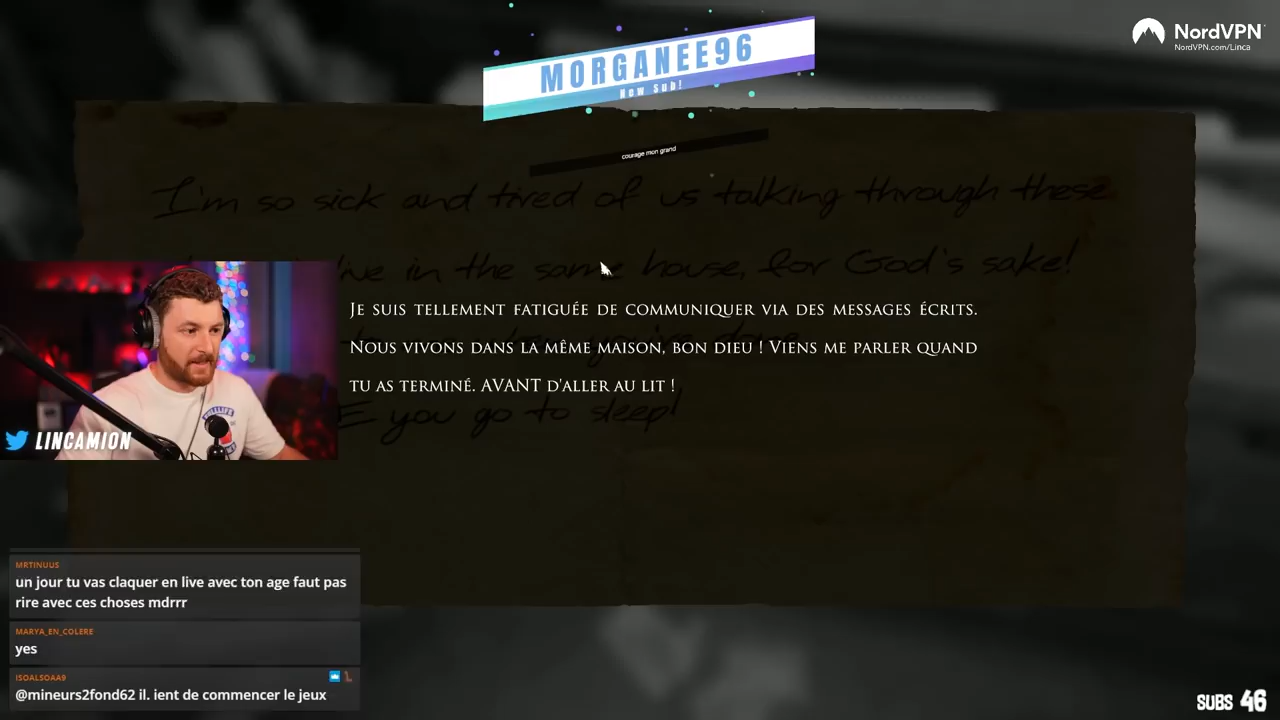 MORGANEE96
New Sub!
courage mon grand
NordVPN
NordVPN.com/Linca
I'm so sick and tired of us talking through these
in the same house, for God's sake!
E you go to sleep!
Je suis tellement fatiguée de communiquer via des messages écrits.
Nous vivons dans la même maison, bon dieu ! Viens me parler quand
tu as terminé. AVANT d'aller au lit !
LINCAMION
MRTINUUS
un jour tu vas claquer en live avec ton age faut pas
rire avec ces choses mdrrr
MARYA_EN_COLERE
yes
ISOALSOAA9
@mineurs2fond62 il. ient de commencer le jeux
SUBS 46